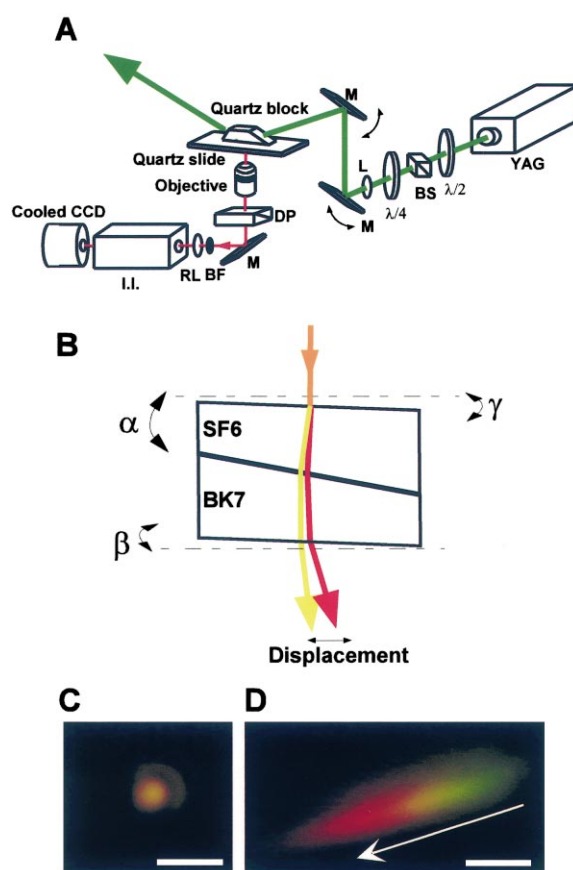 A
M
Quartz block
Quartz slide
Objective
L
YAG
λ/2
BS
λ/4
M
Cooled CCD
DP
M
RL BF
I.I.
B
γ
α
SF6
BK7
β
Displacement
C
D